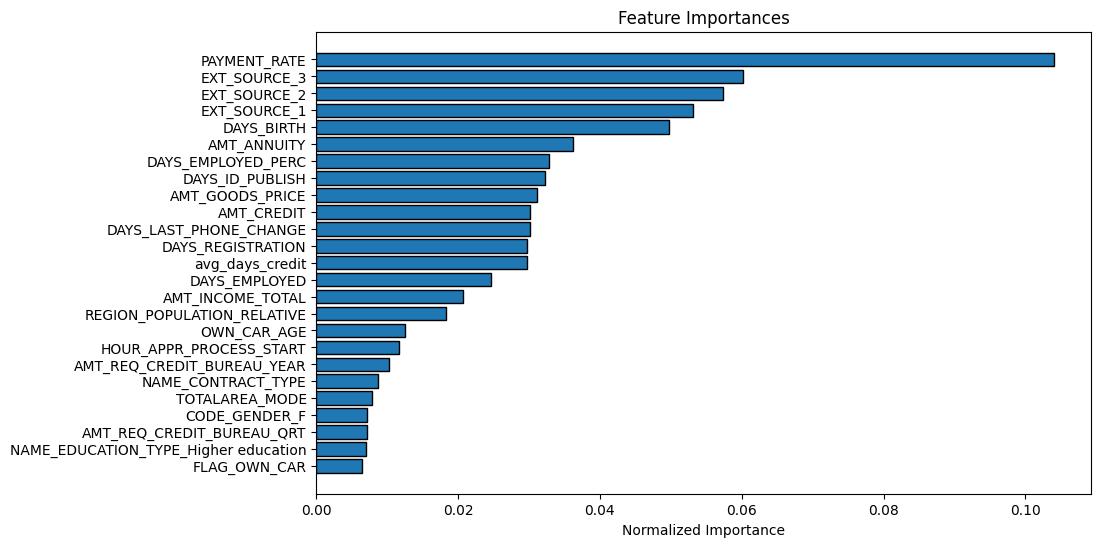 Feature Importances
PAYMENT_RATE
EXT_SOURCE_3
EXT_SOURCE_2
EXT_SOURCE_1
DAYS_BIRTH
AMT_ANNUITY
DAYS_EMPLOYED_PERC
DAYS_ID_PUBLISH
AMT_GOODS_PRICE
AMT_CREDIT
DAYS_LAST_PHONE_CHANGE
DAYS_REGISTRATION
avg_days_credit
DAYS_EMPLOYED
AMT_INCOME_TOTAL
REGION_POPULATION_RELATIVE
OWN_CAR_AGE
HOUR_APPR_PROCESS_START
AMT_REQ_CREDIT_BUREAU_YEAR
NAME_CONTRACT_TYPE
TOTALAREA_MODE
CODE_GENDER_F
AMT_REQ_CREDIT_BUREAU_QRT
NAME_EDUCATION_TYPE_Higher education
FLAG_OWN_CAR
0.00 0.02 0.04 0.06 0.08 0.10
Normalized Importance